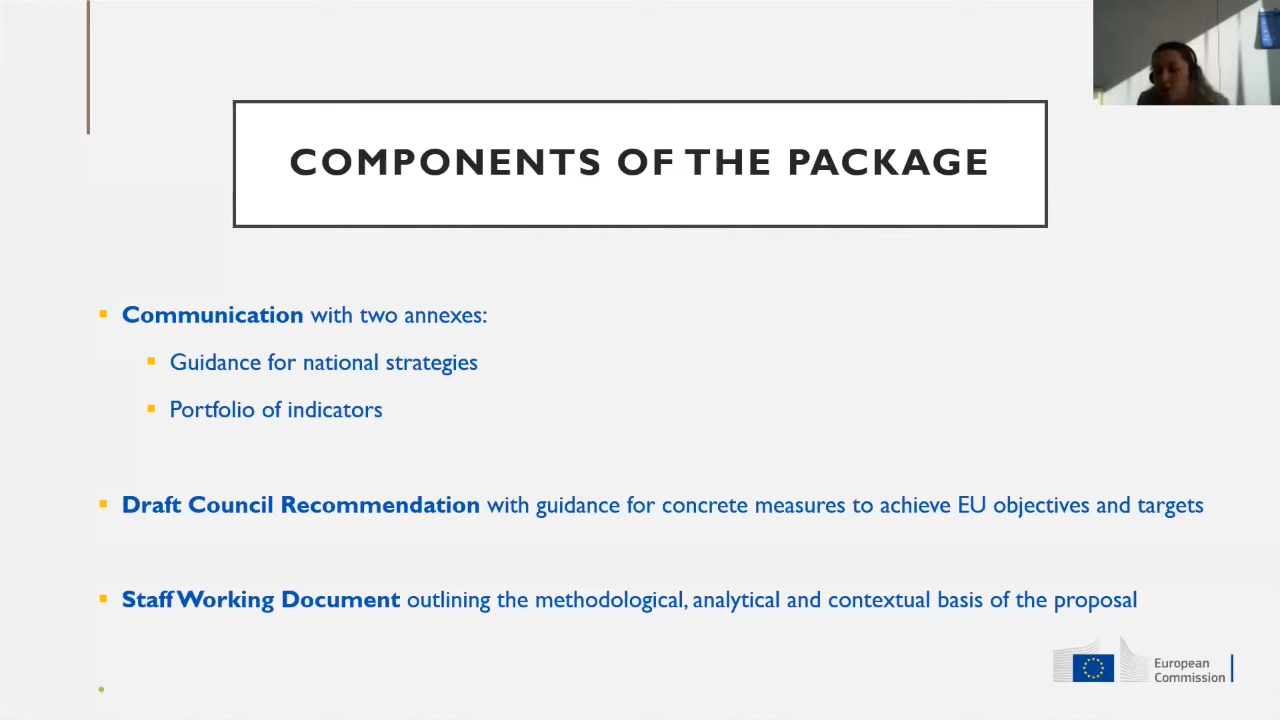 COMPONENTS OF THE PACKAGE
Communication with two annexes:
Guidance for national strategies
Portfolio of indicators
Draft Council Recommendation with guidance for concrete measures to achieve EU objectives and targets
Staff Working Document outlining the methodological, analytical and contextual basis of the proposal
European
Commission